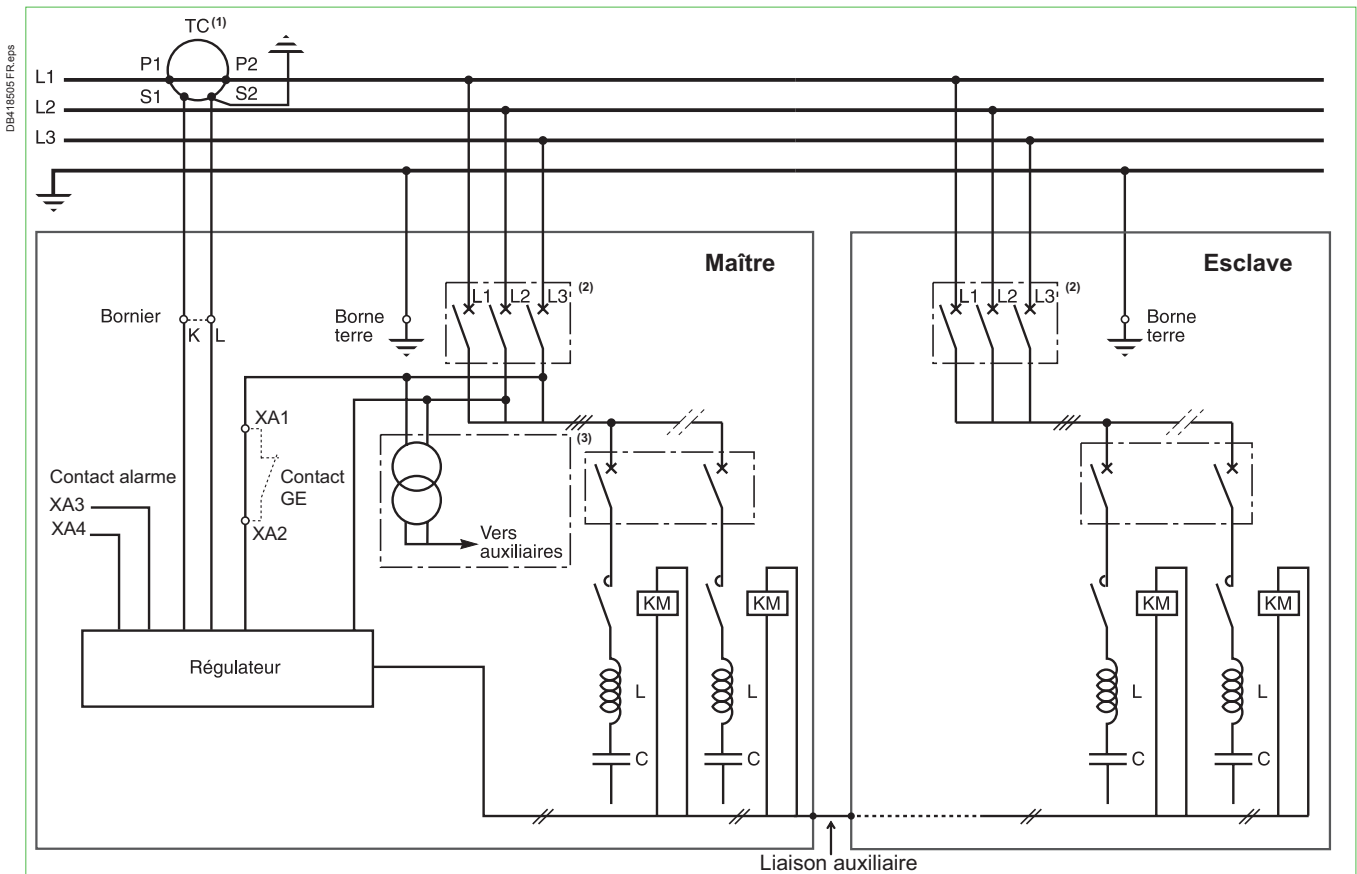 DB418505 FR.eps
TC(1)
P1 P2
L1
S1 S2
L2
L3
Maître
Esclave
L1 L2 L3 (2)
L1 L2 L3 (2)
Bornier
K L
Borne
terre
Borne
terre
XA1
(3)
Contact alarme
XA3
XA4
Contact
GE
XA2
Vers
auxiliaires
KM KM KM KM
Régulateur
L L L L
C C C C
Liaison auxiliaire